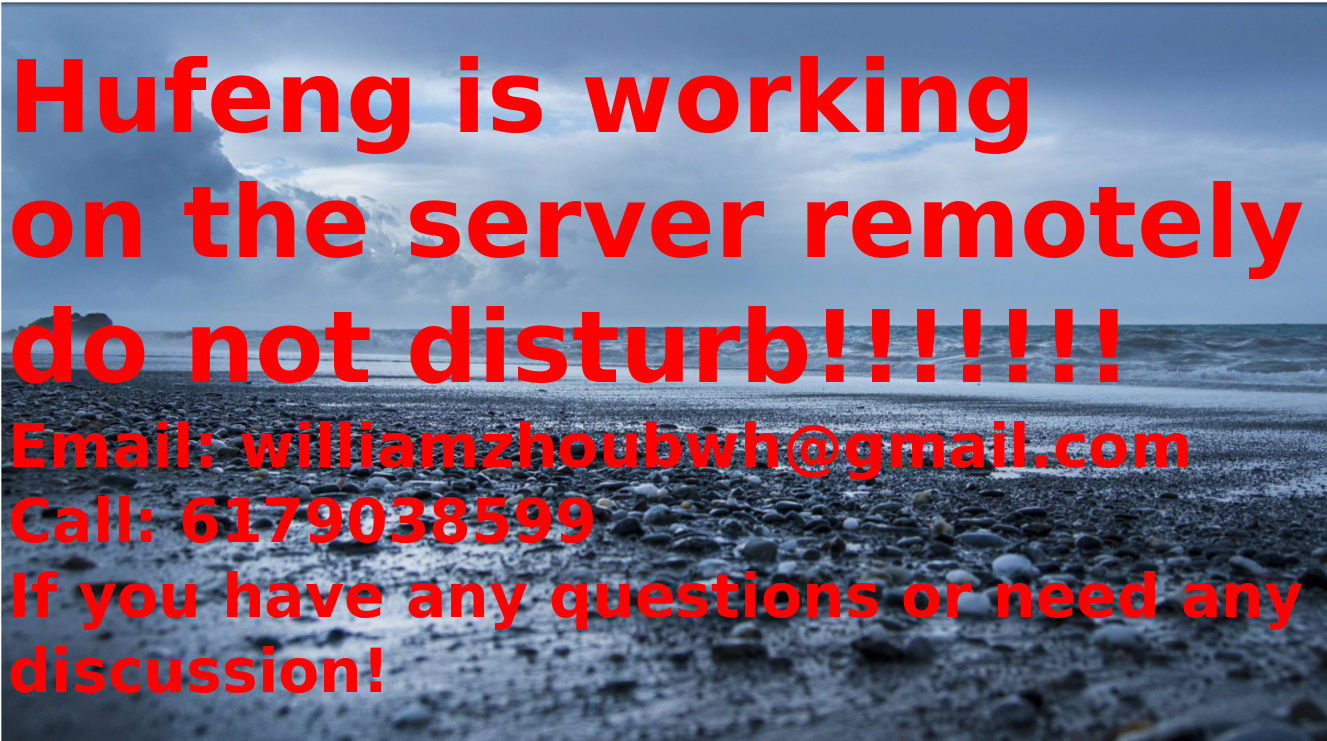 Hufeng is working
on the server remotely
do not disturb!!!!!!!
Email: williamzhoubwh@gmail.com
Call: 6179038599
If you have any questions or need any
discussion!